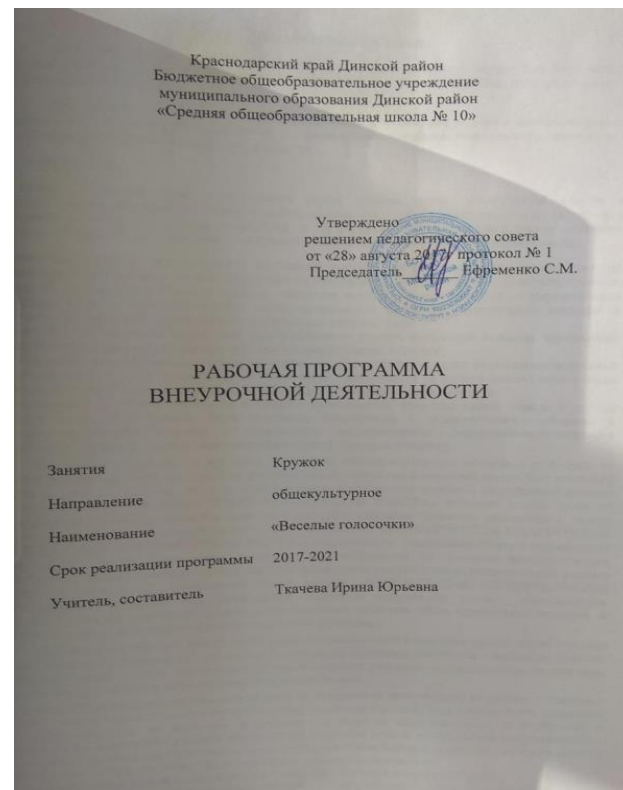 Краснодарский край Динской район
Бюджетное общеобразовательное учреждение
муниципального образования Динской район
«Средняя общеобразовательная школа № 10»
Утверждено
решением педагогического совета
от «28» августа 2017 протокол № 1
Председатель________ Ефременко С.М.
РАБОЧАЯ ПРОГРАММА
ВНЕУРОЧНОЙ ДЕЯТЕЛЬНОСТИ
Занятия Кружок
Направление общекультурное
Наименование «Веселые голосочки»
Срок реализации программы 2017-2021
Учитель, составитель Ткачева Ирина Юрьевна